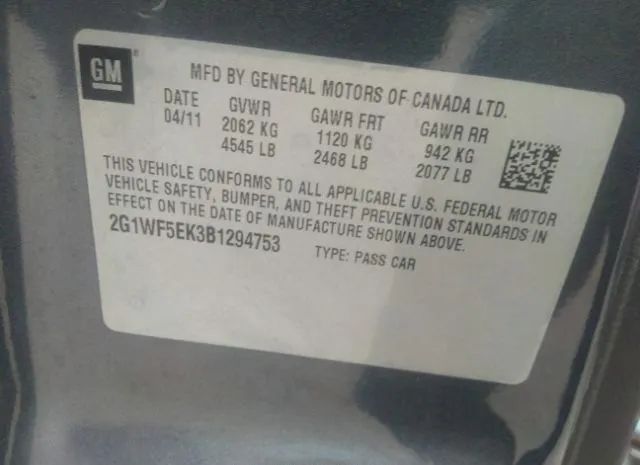 GM ®
MFD BY GENERAL MOTORS OF CANADA LTD.
DATE GVWR GAWR FRT GAWR RR
04/11 2062 KG 1120 KG 942 KG
4545 LB 2468 LB 2077 LB
THIS VEHICLE CONFORMS TO ALL APPLICABLE U.S. FEDERAL MOTOR
VEHICLE SAFETY, BUMPER, AND THEFT PREVENTION STANDARDS IN
EFFECT ON THE DATE OF MANUFACTURE SHOWN ABOVE.
2G1WF5EK3B1294753 TYPE: PASS CAR